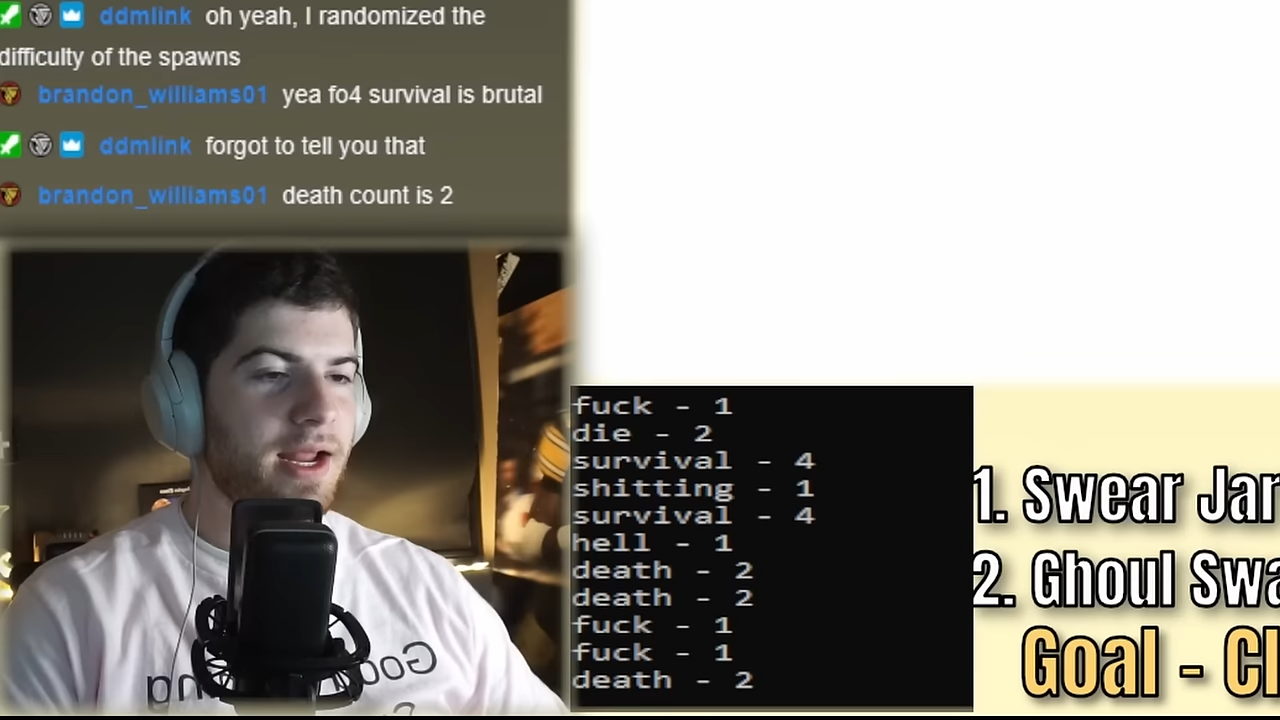 ddmlink oh yeah, I randomized the
difficulty of the spawns
brandon_williams01 yea fo4 survival is brutal
ddmlink forgot to tell you that
brandon_williams01 death count is 2
fuck - 1
die - 2
survival - 4
shitting - 1
survival - 4
hell - 1
death - 2
death - 2
fuck - 1
fuck - 1
death - 2
1. Swear Jar
2. Ghoul Swa
Goal - Cl